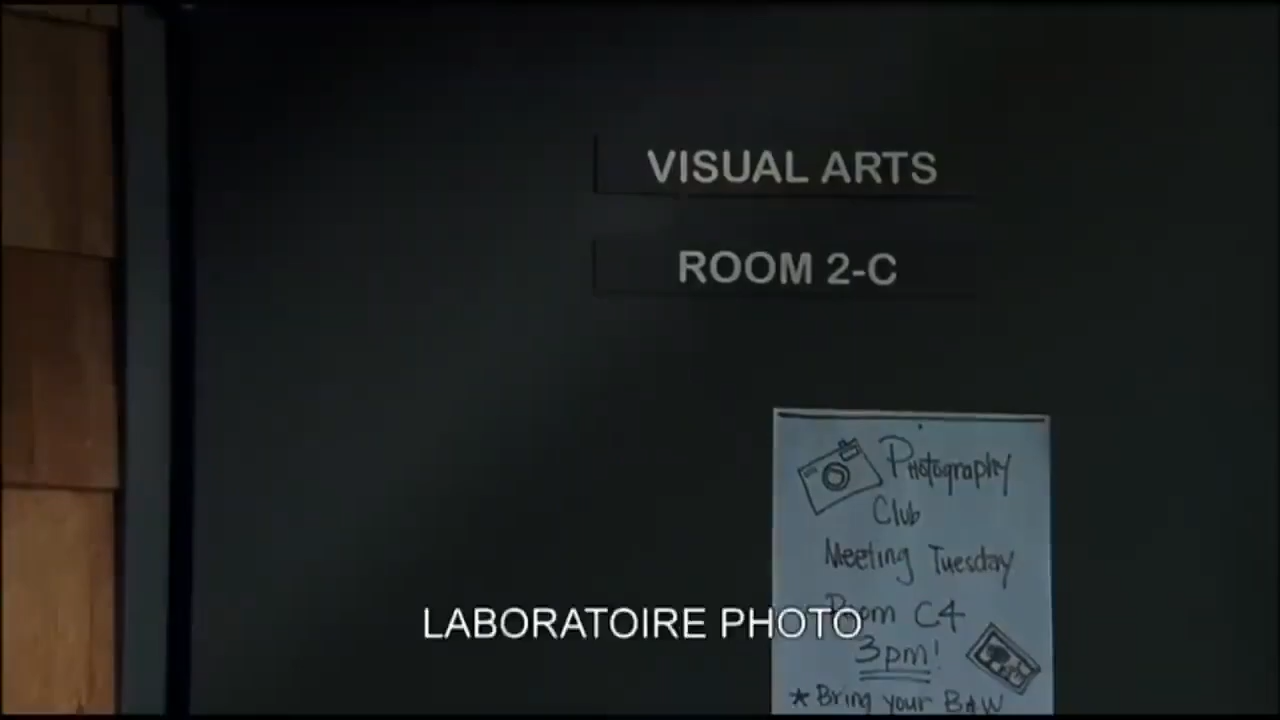 VISUAL ARTS
ROOM 2-C
Photography
Club
Meeting Tuesday
Room C4
3pm!
* Bring your B&W
LABORATOIRE PHOTO